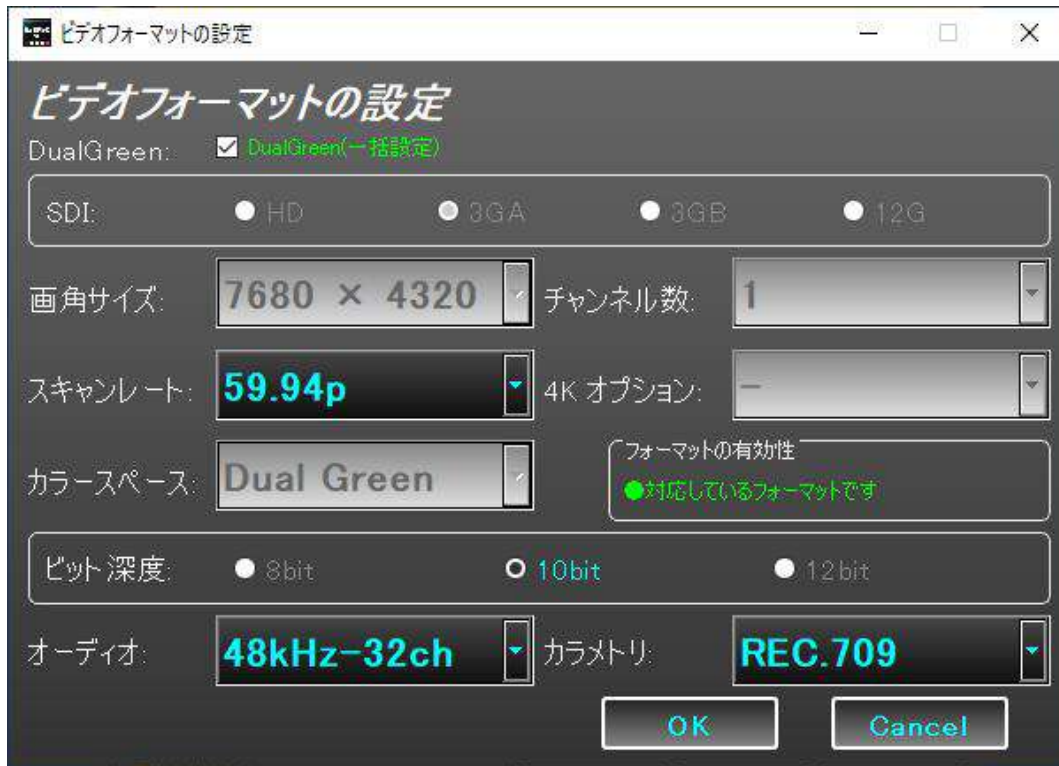 ビデオフォーマットの設定
ビデオフォーマットの設定
DualGreen: DualGreen(一括設定)
SDI: HD 3GA 3GB 12G
画角サイズ: 7680 × 4320 チャンネル数: 1
スキャンレート: 59.94p 4K オプション: −
カラースペース: Dual Green フォーマットの有効性
●対応しているフォーマットです
ビット深度: 8bit 10bit 12bit
オーディオ: 48kHz−32ch カラメトリ: REC.709
OK Cancel